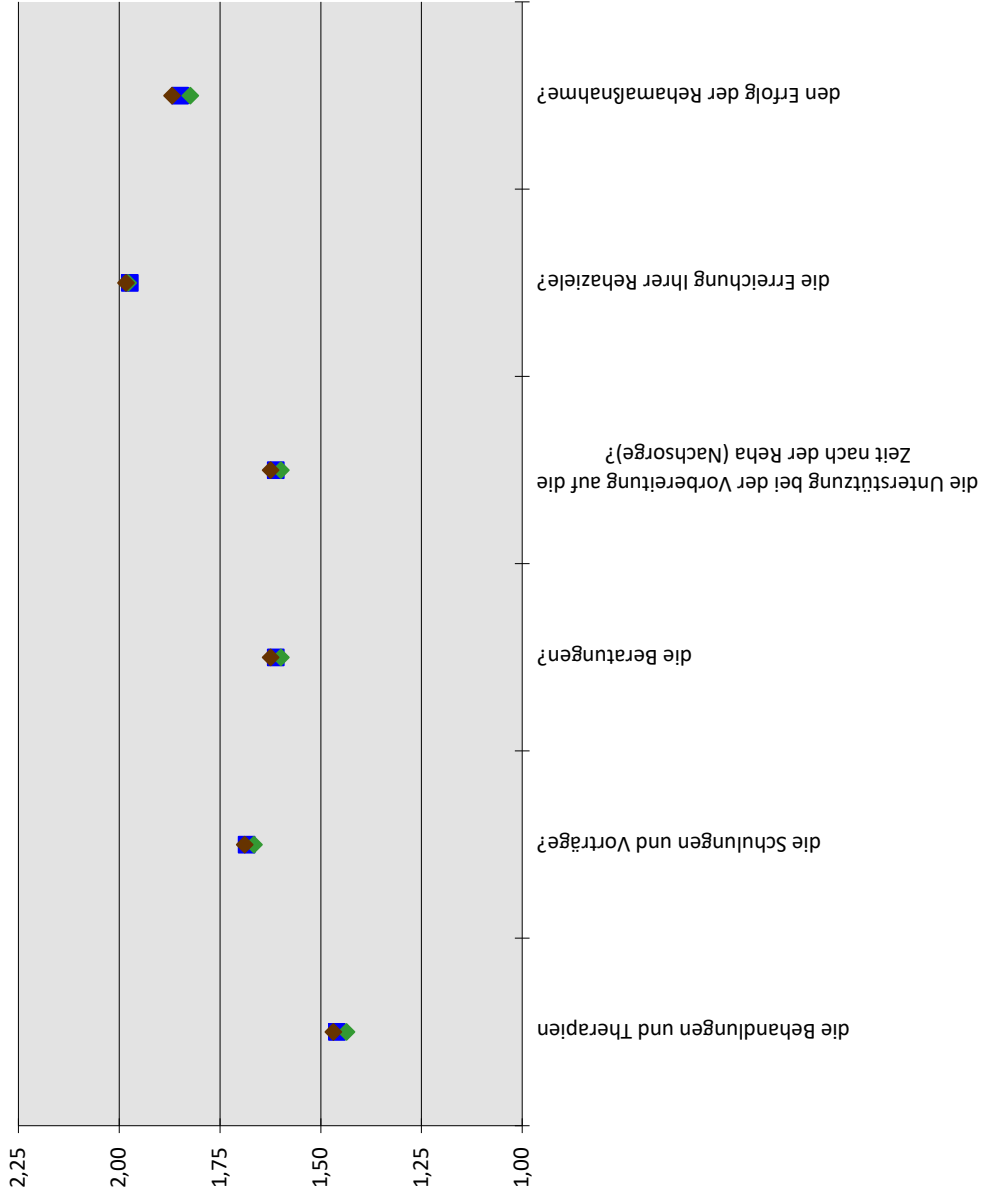 den Erfolg der Rehamaßnahme?
die Erreichung Ihrer Rehaziele?
die Unterstützung bei der Vorbereitung auf die
Zeit nach der Reha (Nachsorge)?
die Beratungen?
die Schulungen und Vorträge?
die Behandlungen und Therapien
2,25
2,00
1,75
1,50
1,25
1,00